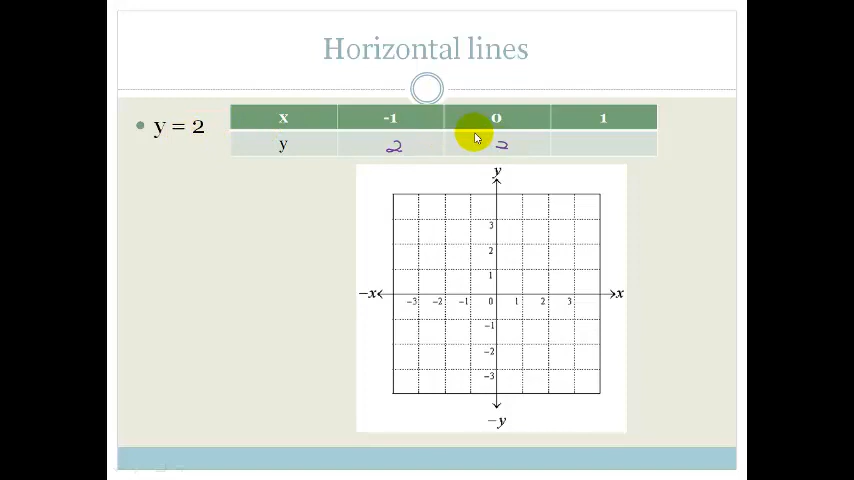 Horizontal lines
• y = 2
x -1 0 1
y 2 2
y
3
2
1
−x −3 −2 −1 0 1 2 3 x
−1
−2
−3
−y